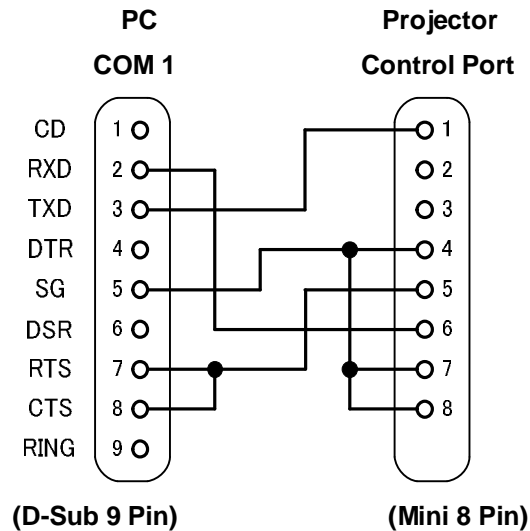 PC Projector
COM 1 Control Port
CD 1 1
RXD 2 2
TXD 3 3
DTR 4 4
SG 5 5
DSR 6 6
RTS 7 7
CTS 8 8
RING 9
(D-Sub 9 Pin) (Mini 8 Pin)